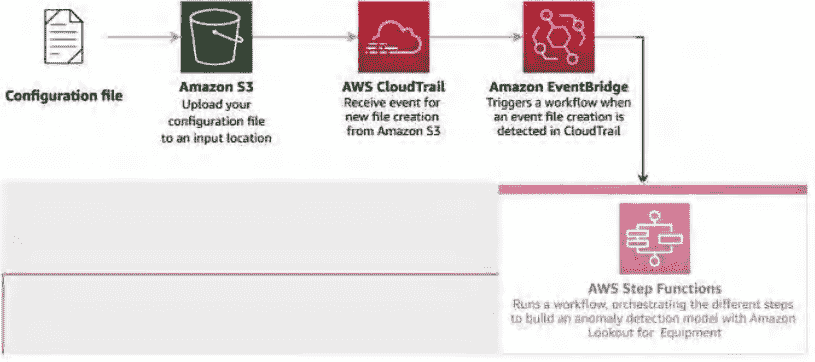 Configuration file
Amazon S3
Upload your
configuration file
to an input location
AWS CloudTrail
Receive event for
new file creation
from Amazon S3
Amazon EventBridge
Triggers a workflow when
an event file creation is
detected in CloudTrail
AWS Step Functions
Runs a workflow, orchestrating the different steps
to build an anomaly detection model with Amazon
Lookout for Equipment